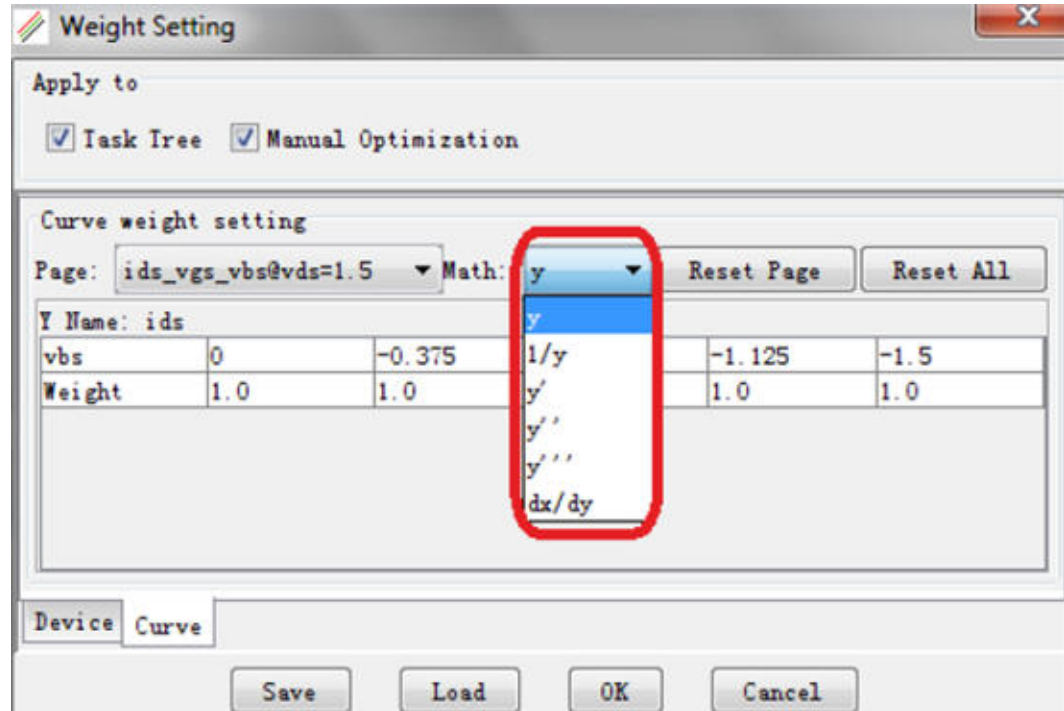 Weight Setting
Apply to
Task Tree Manual Optimization
Curve weight setting
Page: ids_vgs_vbs@vds=1.5 Math: y Reset Page Reset All
Y Name: ids
y
vbs 0 -0.375 -1.125 -1.5
1/y
Weight 1.0 1.0 1.0 1.0
y'
y''
y'''
dx/dy
Device Curve
Save Load OK Cancel